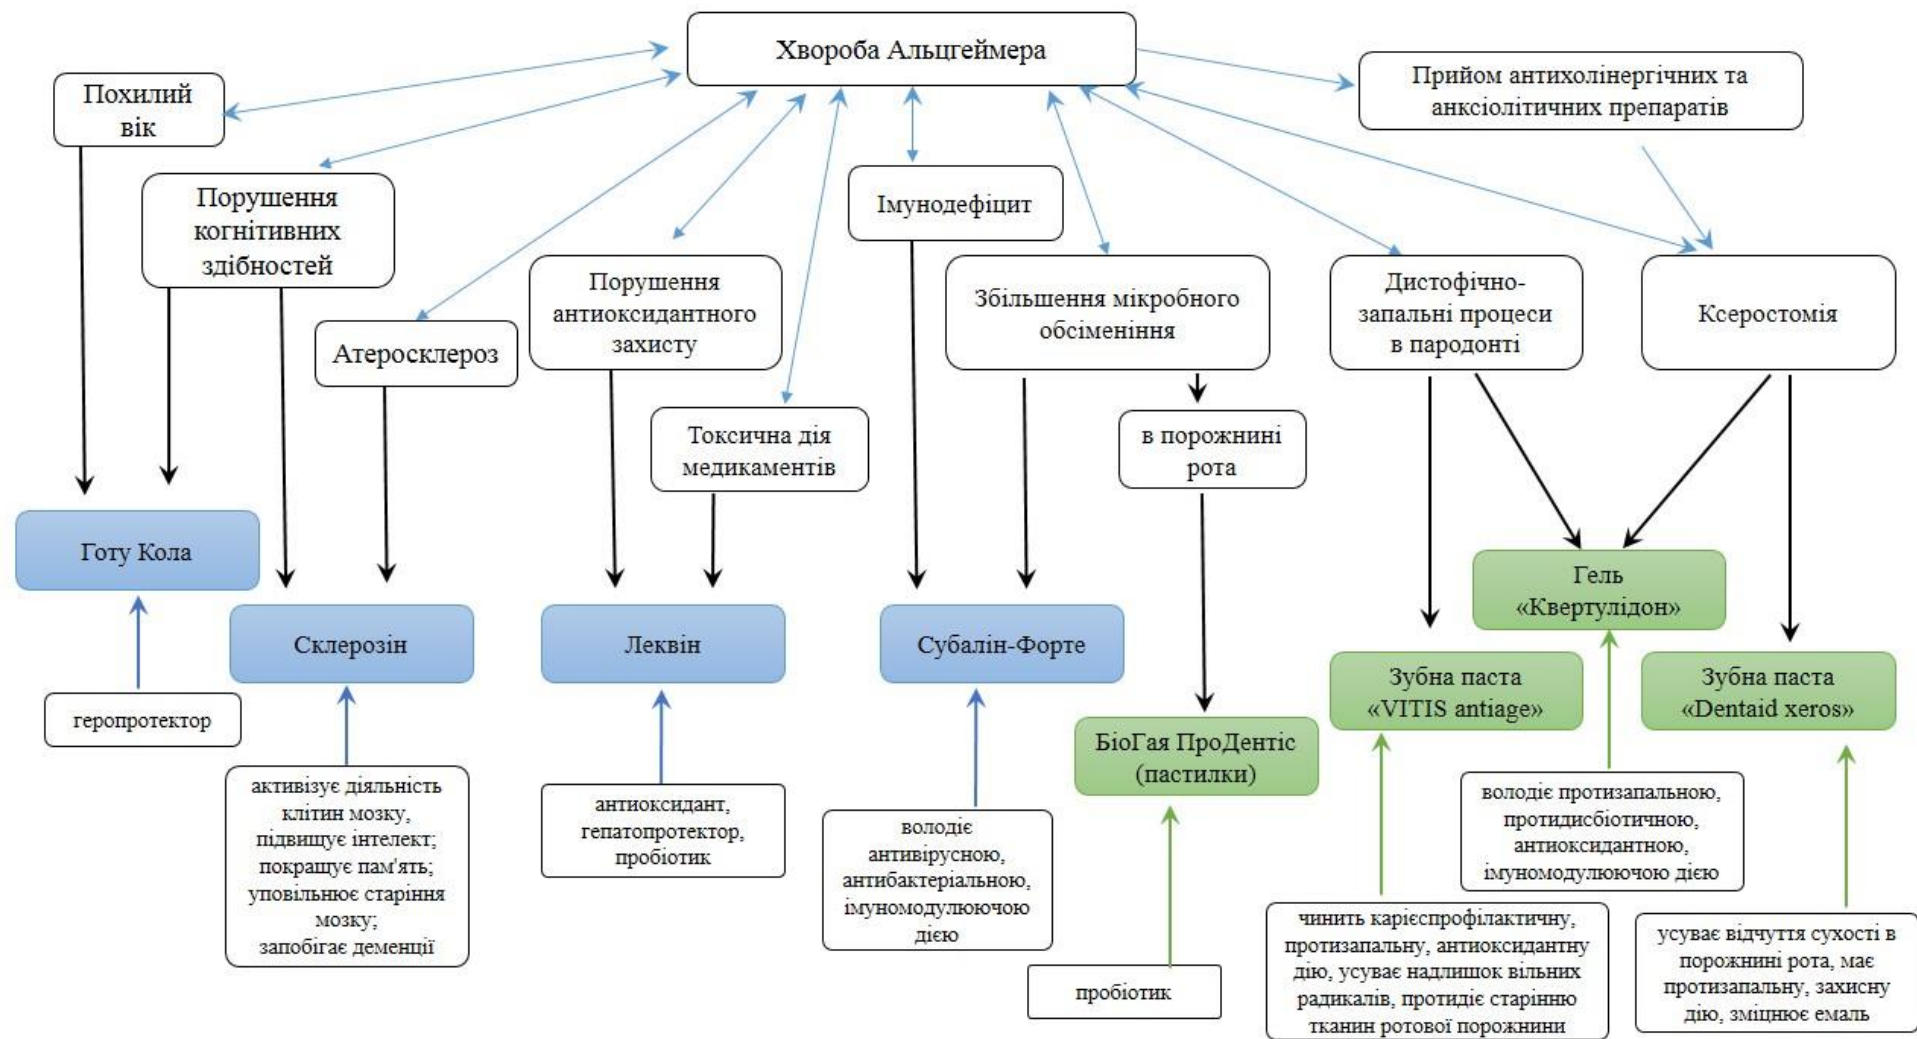 Хвороба Альцгеймера
Похилий
вік
Прийом антихолінергічних та
анксіолітичних препаратів
Порушення
когнітивних
здібностей
Імунодефіцит
Атеросклероз
Порушення
антиоксидантного
захисту
Збільшення мікробного
обсіменіння
Дистофічно-
запальні процеси
в пародонті
Ксеростомія
Токсична дія
медикаментів
в порожнині
рота
Готу Кола
Склерозін
Леквін
Субалін-Форте
Гель
«Квертулідон»
Зубна паста
«VITIS antiage»
Зубна паста
«Dentaid xeros»
БіоГая ПроДентіс
(пастилки)
геропротектор
активізує діяльність
клітин мозку,
підвищує інтелект;
покращує пам'ять;
уповільнює старіння
мозку;
запобігає деменції
антиоксидант,
гепатопротектор,
пробіотик
володіє
антивірусною,
антибактеріальною,
імуномодулюючою
дією
пробіотик
володіє протизапальною,
протидисбіотичною,
антиоксидантною,
імуномодулюючою дією
чинить карієспрофілактичну,
протизапальну, антиоксидантну
дію, усуває надлишок вільних
радикалів, протидіє старінню
тканин ротової порожнини
усуває відчуття сухості в
порожнині рота, має
протизапальну, захисну
дію, зміцнює емаль